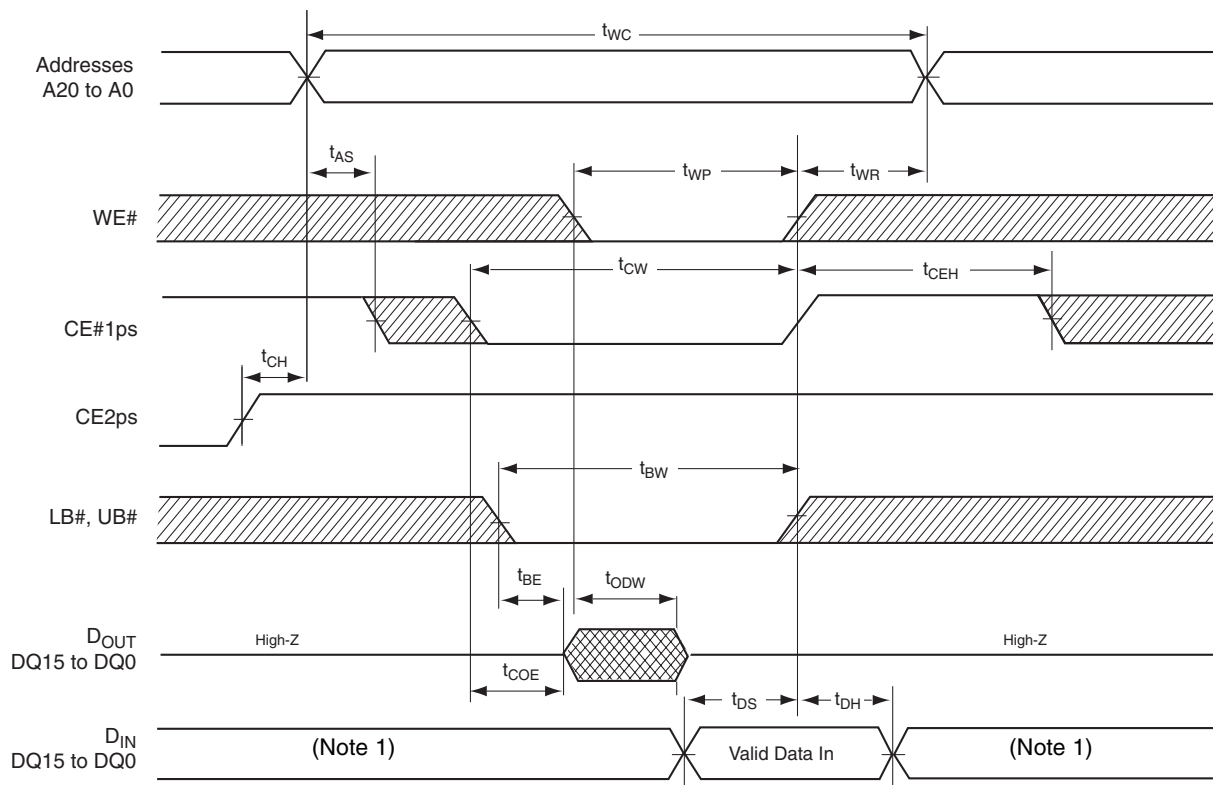 tWC
Addresses
A20 to A0
tAS
tWP
tWR
WE#
tCW
tCEH
CE#1ps
tCH
CE2ps
tBW
LB#, UB#
tBE
tODW
DOUT
DQ15 to DQ0
High-Z
High-Z
tCOE
tDS
tDH
DIN
DQ15 to DQ0
(Note 1)
Valid Data In
(Note 1)